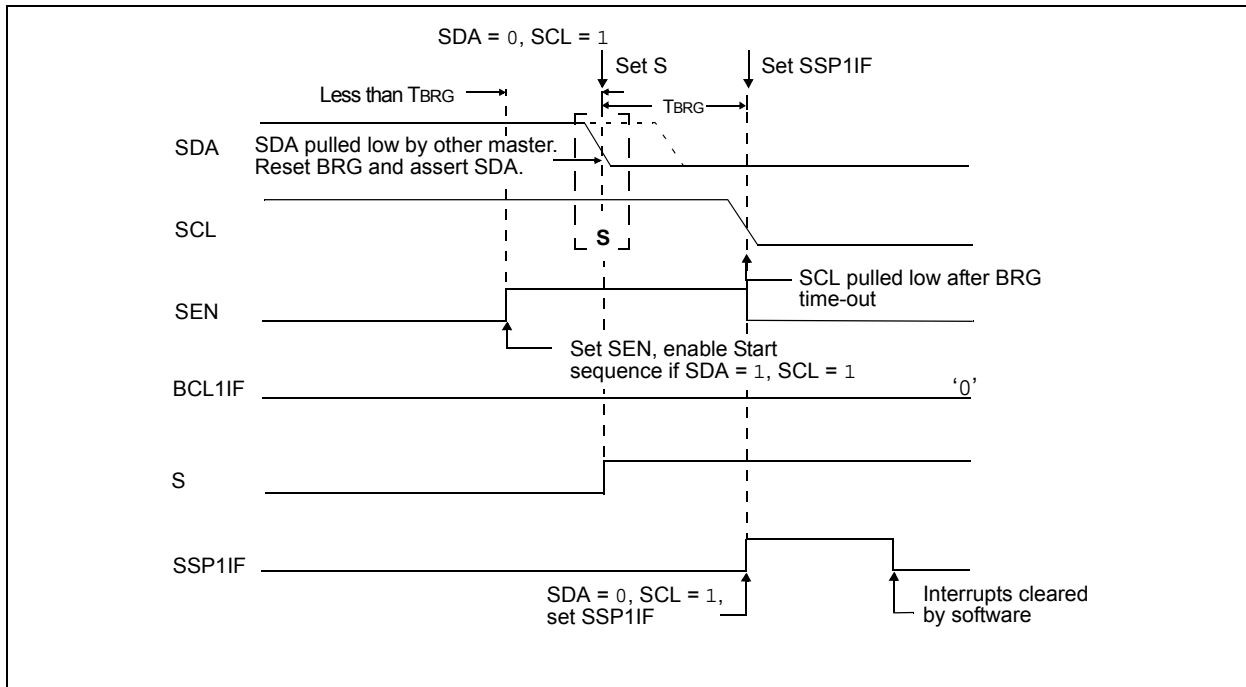 SDA = 0, SCL = 1
Set S
Set SSP1IF
Less than TBRG
TBRG
SDA
SDA pulled low by other master.
Reset BRG and assert SDA.
SCL
S
SCL pulled low after BRG
time-out
SEN
Set SEN, enable Start
sequence if SDA = 1, SCL = 1
BCL1IF
‘0’
S
SSP1IF
SDA = 0, SCL = 1,
set SSP1IF
Interrupts cleared
by software